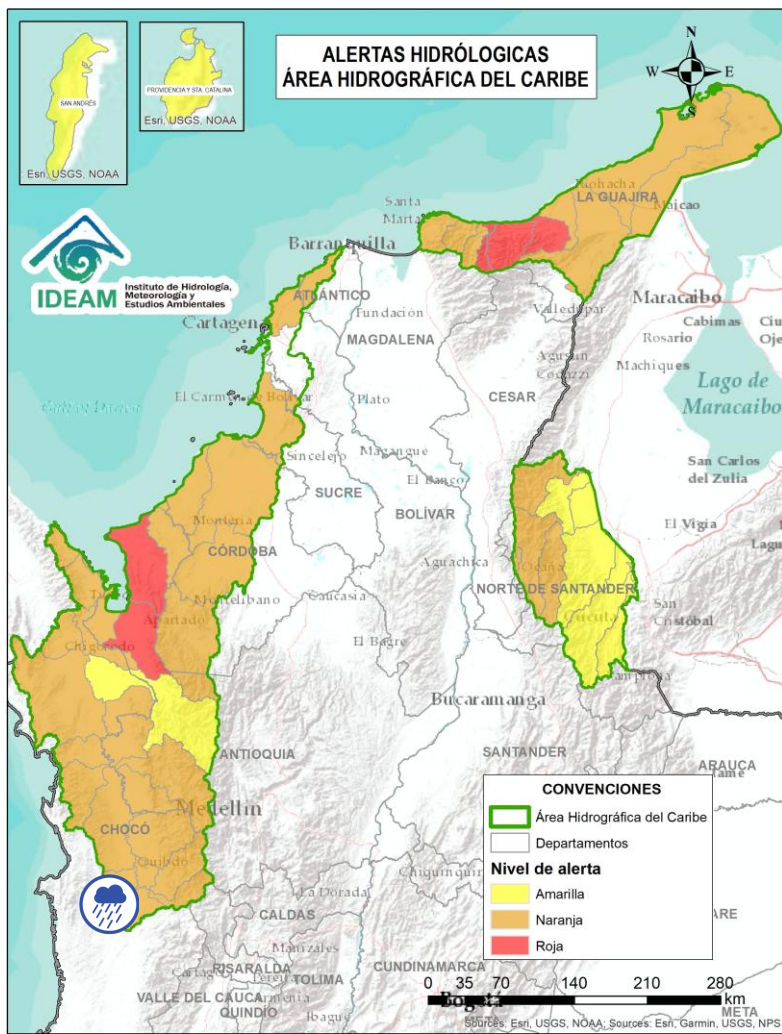 ALERTAS HIDRÓLOGICAS
ÁREA HIDROGRÁFICA DEL CARIBE
N
W E
S
SAN ANDRÉS
Esri, USGS, NOAA
PROVIDENCIA Y STA. CATALINA
Esri, USGS, NOAA
IDEAM
Instituto de Hidrología,
Meteorología y
Estudios Ambientales
Santa
Marta
LA GUAJIRA
Maicao
Barranquilla
ATLÁNTICO
Cartagen
Fundación
Valledupar
Maracaibo
Cabimas
MAGDALENA
Rosario
Agustín
Codazzi
Machiques
CESAR
Lago de
Maracaibo
El Carmen de Bolívar
Plato
Sincelejo
Magangue
El Banco
San Carlos
del Zulia
SUCRE
BOLÍVAR
Montería
El Vigía
CÓRDOBA
Aguachica
Ocaña
NORTE DE SANTANDER
Montelíbano
Caucasia
San
Cristóbal
Apartadó
Cúcuta
El Bagre
Chigorodo
Bucaramanga
ANTIOQUIA
SANTANDER
ARAUCA
Medellín
CHOCÓ
Quibdó
La Dorada
CALDAS
Manizales
RISARALDA
TOLIMA
CUNDINAMARCA
VALLE DEL CAUCA
Armenia
QUINDÍO
Ibague
Bogotá
META
META
CONVENCIONES
Área Hidrográfica del Caribe
Departamentos
Nivel de alerta
Amarilla
Naranja
Roja
0 35 70 140 210 280
km
Sources: Esri, USGS, NOAA; Sources: Esri, Garmin, USGS, NPS